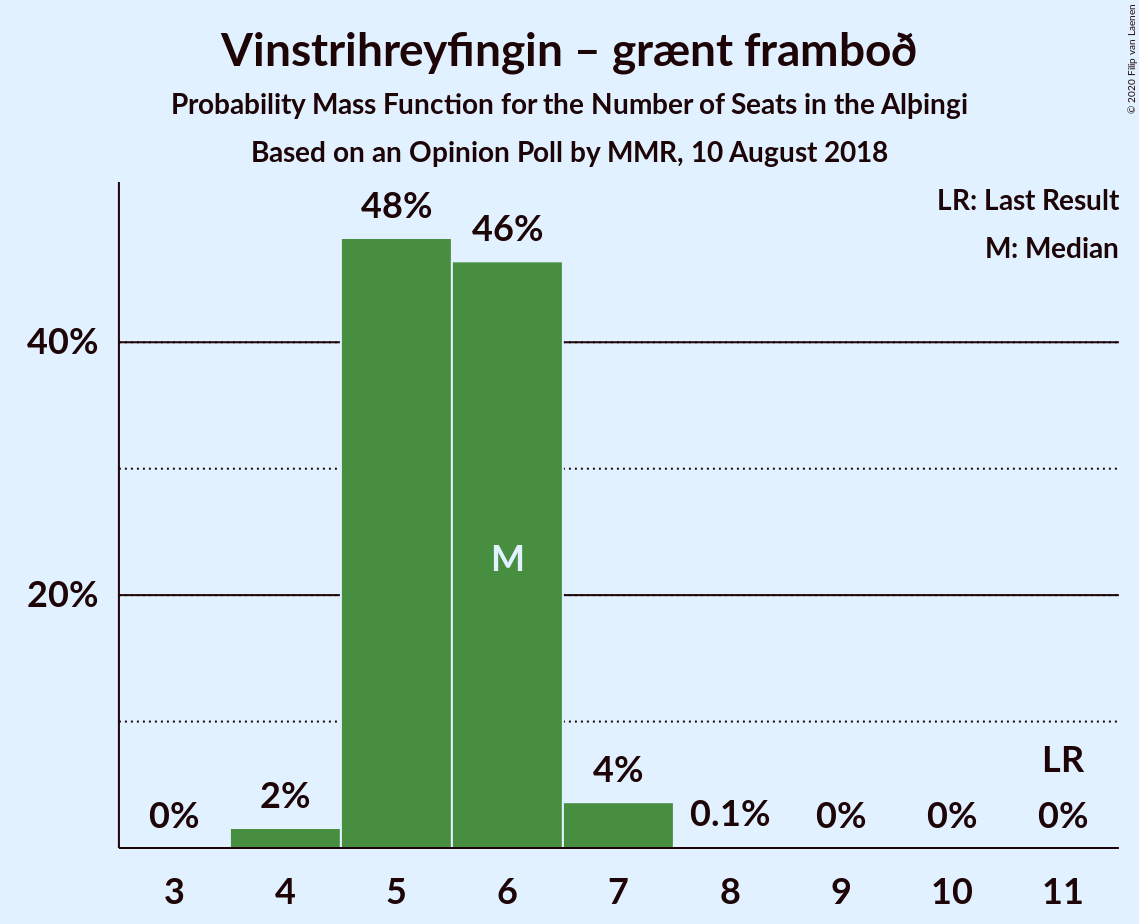 Vinstrihreyfingin – grænt framboð
Probability Mass Function for the Number of Seats in the Alþingi
Based on an Opinion Poll by MMR, 10 August 2018
© 2020 Filip van Laenen
LR: Last Result
M: Median
48%
46%
40%
M
20%
LR
0%
2%
4%
0.1%
0%
0%
0%
3 4 5 6 7 8 9 10 11